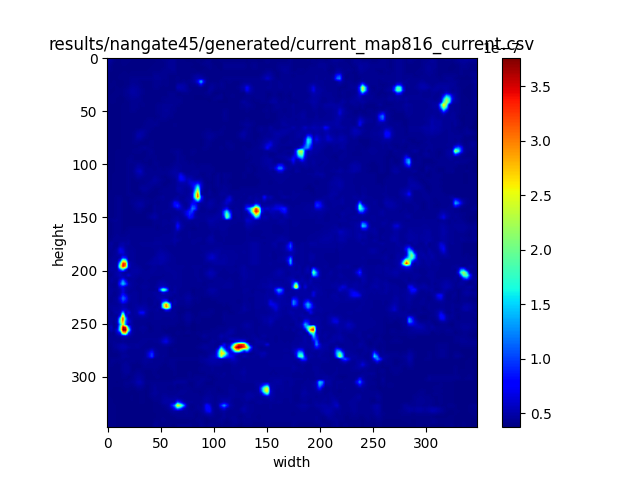 results/nangate45/generated/current_map816_current.csv
1e−7
0
50
100
150
200
250
300
height
0 50 100 150 200 250 300
width
3.5
3.0
2.5
2.0
1.5
1.0
0.5